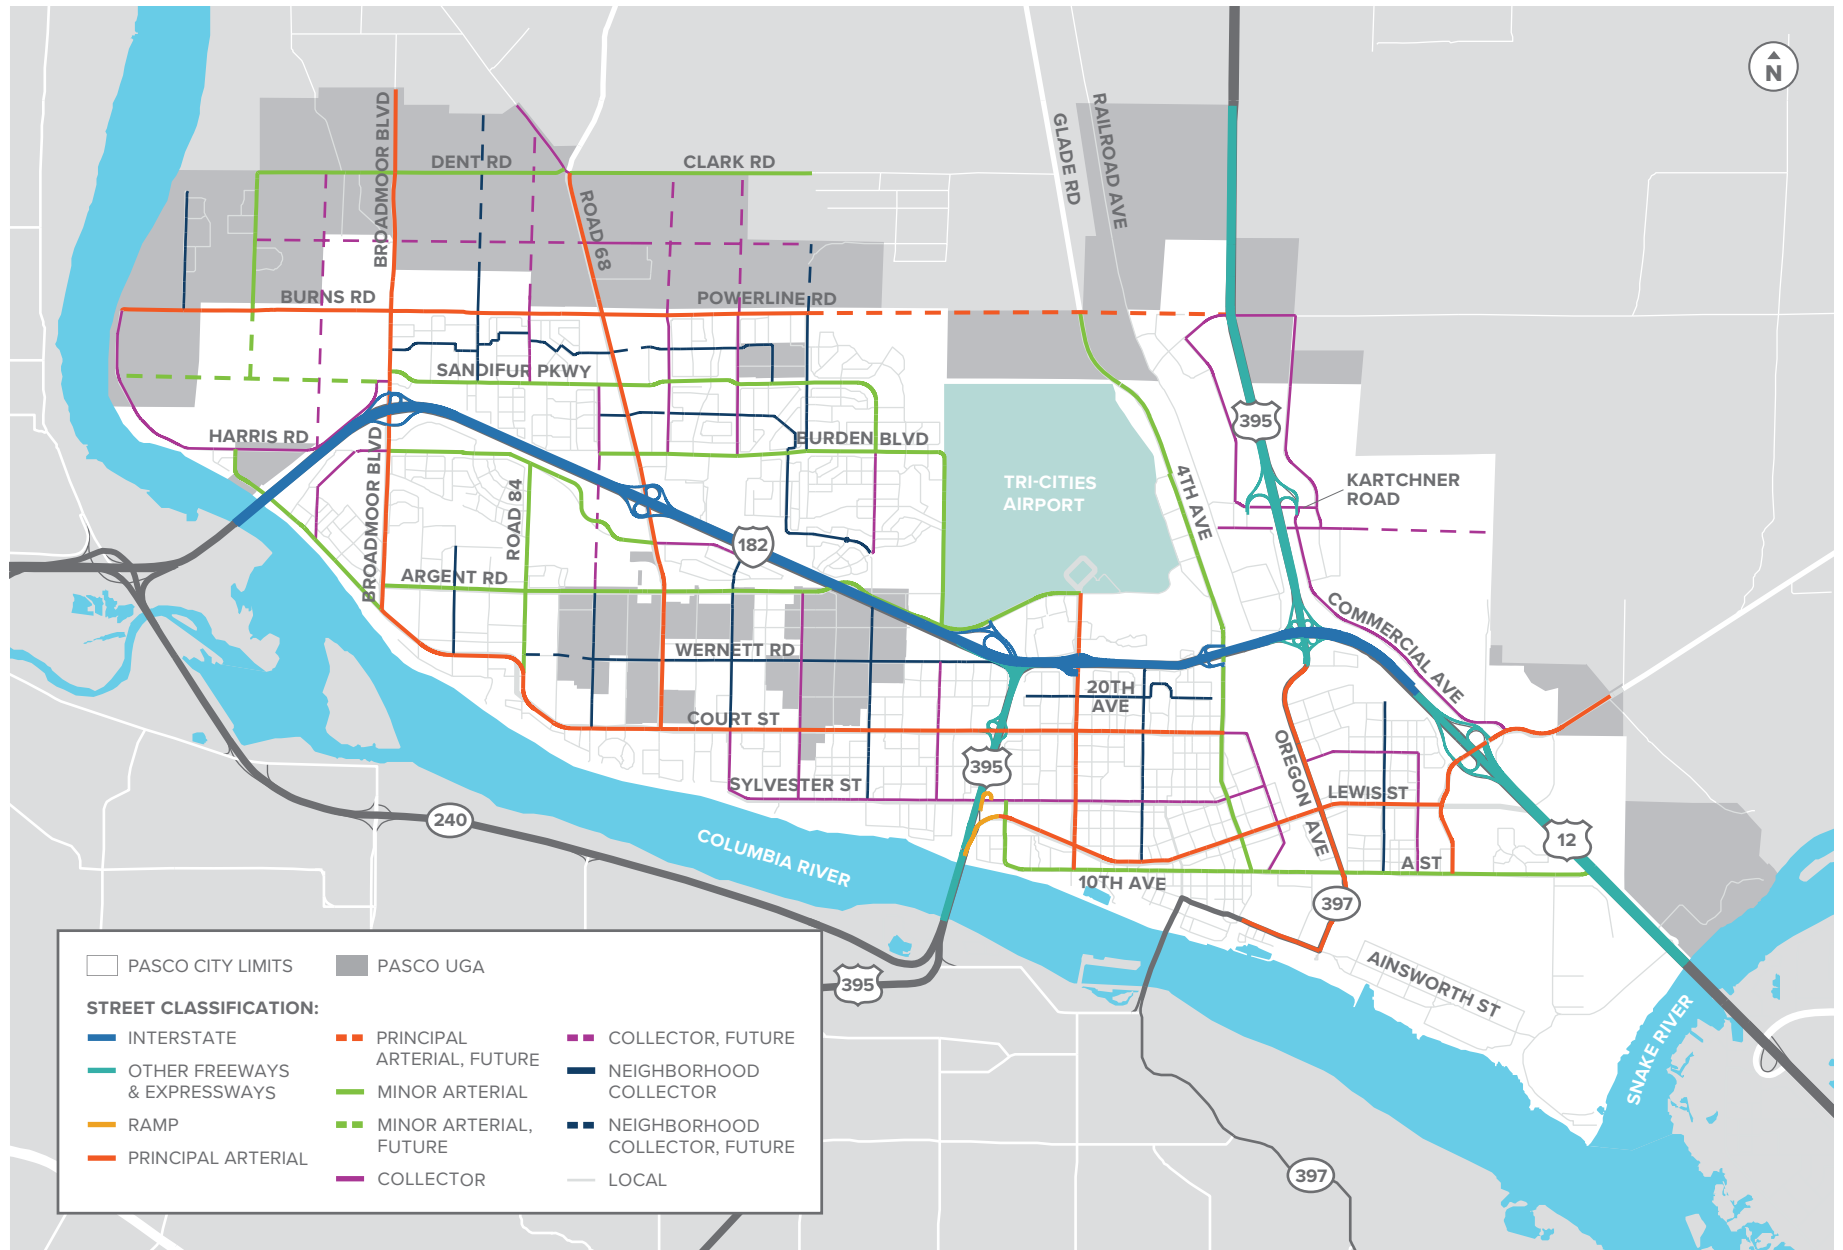 N
BROADMOOR BLVD
DENT RD
CLARK RD
ROAD 68
GLADE RD
RAILROAD AVE
BURNS RD
POWERLINE RD
SANDIFUR PKWY
HARRIS RD
BURDEN BLVD
395
KARTCHNER
ROAD
TRI-CITIES
AIRPORT
4TH AVE
BROADMOOR BLVD
ROAD 84
182
ARGENT RD
COMMERCIAL AVE
WERNETT RD
20TH
AVE
COURT ST
OREGON AVE
395
SYLVESTER ST
LEWIS ST
240
COLUMBIA RIVER
12
A ST
10TH AVE
397
AINSWORTH ST
395
SNAKE RIVER
397
PASCO CITY LIMITS
PASCO UGA
STREET CLASSIFICATION:
INTERSTATE
OTHER FREEWAYS
& EXPRESSWAYS
RAMP
PRINCIPAL ARTERIAL
PRINCIPAL
ARTERIAL, FUTURE
MINOR ARTERIAL
MINOR ARTERIAL,
FUTURE
COLLECTOR
COLLECTOR, FUTURE
NEIGHBORHOOD
COLLECTOR
NEIGHBORHOOD
COLLECTOR, FUTURE
LOCAL